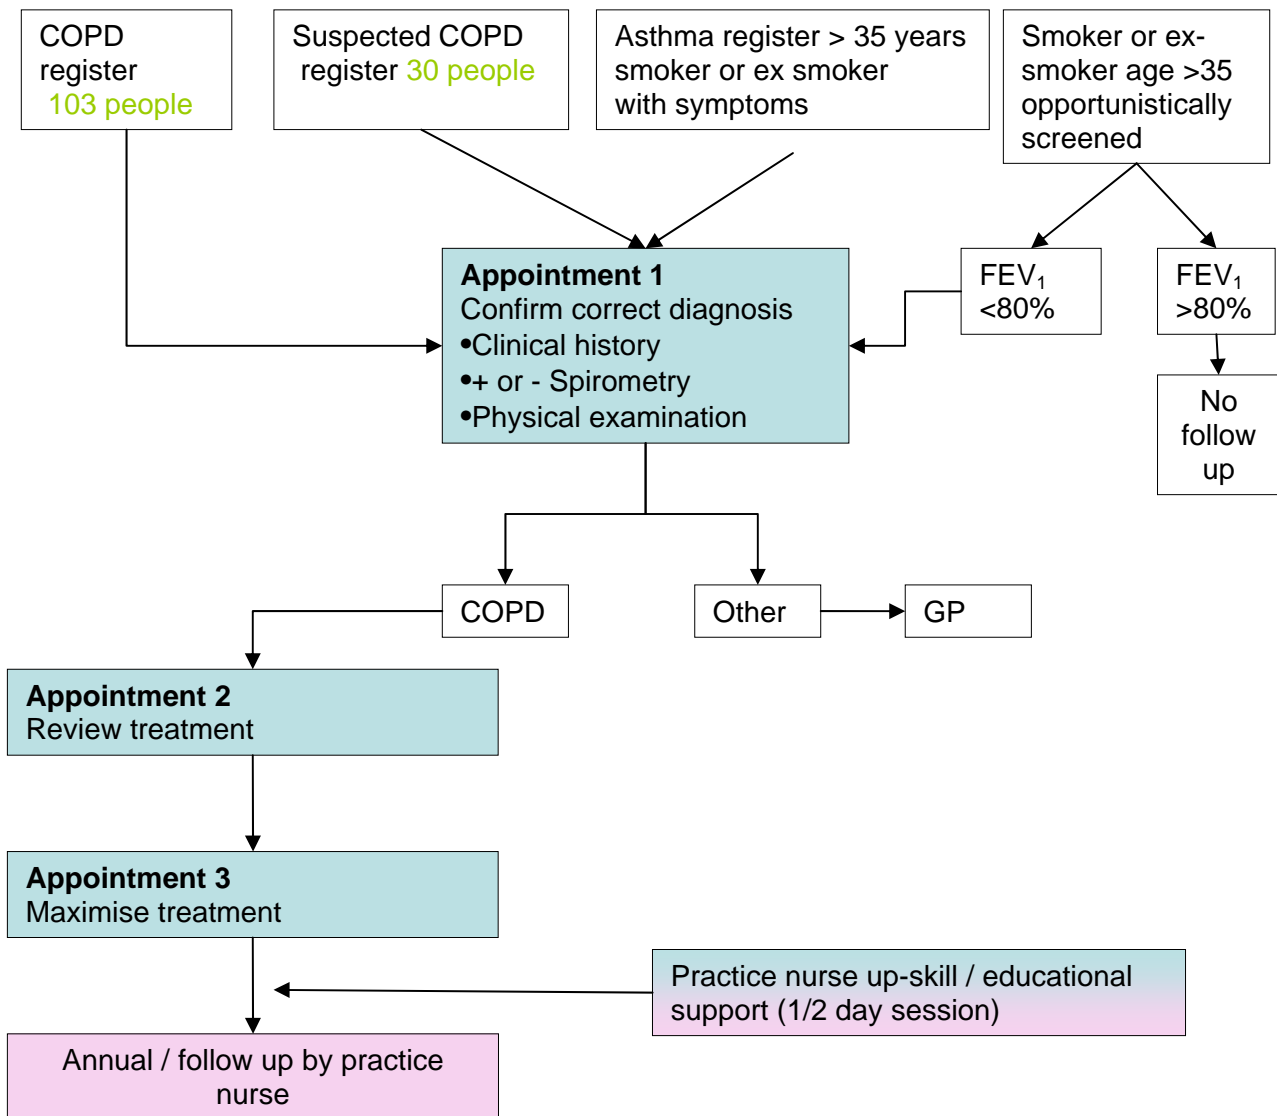 COPD
register
103 people
Suspected COPD
register 30 people
Asthma register > 35 years
smoker or ex smoker
with symptoms
Smoker or ex-
smoker age >35
opportunistically
screened
Appointment 1
Confirm correct diagnosis
•Clinical history
•+ or - Spirometry
•Physical examination
FEV₁
<80%
FEV₁
>80%
No
follow
up
COPD
Other
GP
Appointment 2
Review treatment
Appointment 3
Maximise treatment
Practice nurse up-skill / educational
support (1/2 day session)
Annual / follow up by practice
nurse